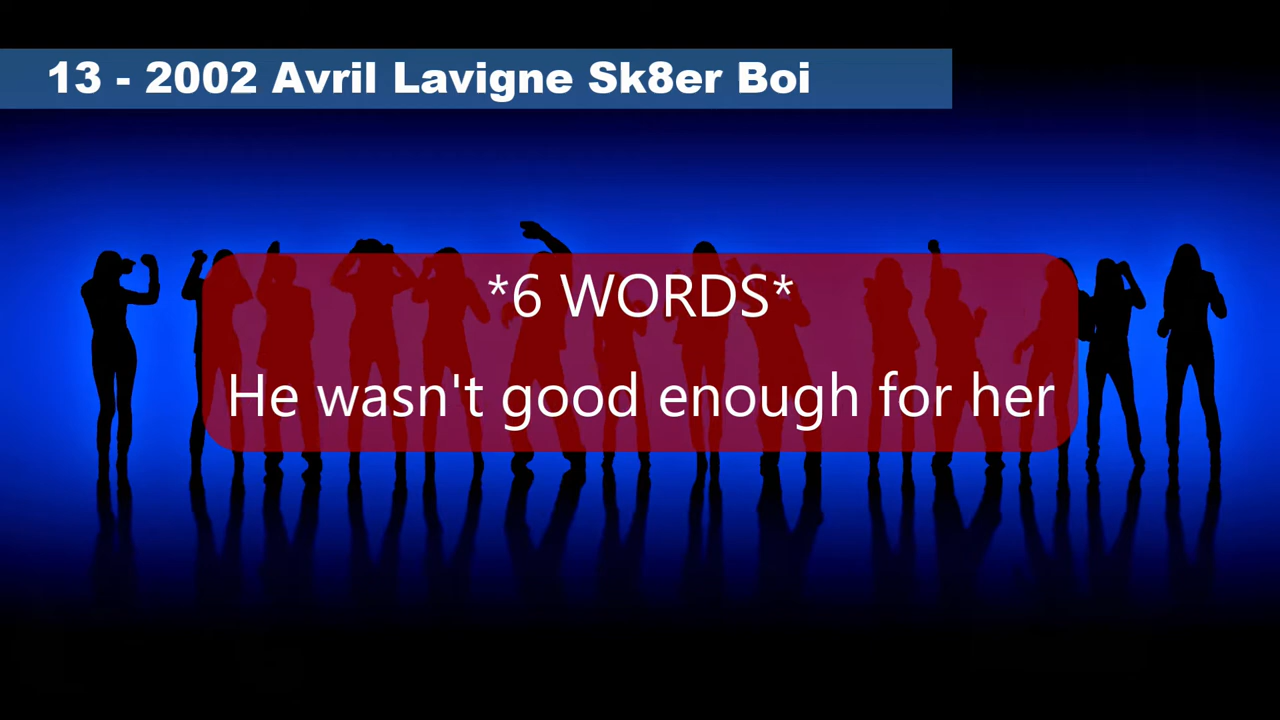 13 - 2002 Avril Lavigne Sk8er Boi
*6 WORDS*
He wasn't good enough for her